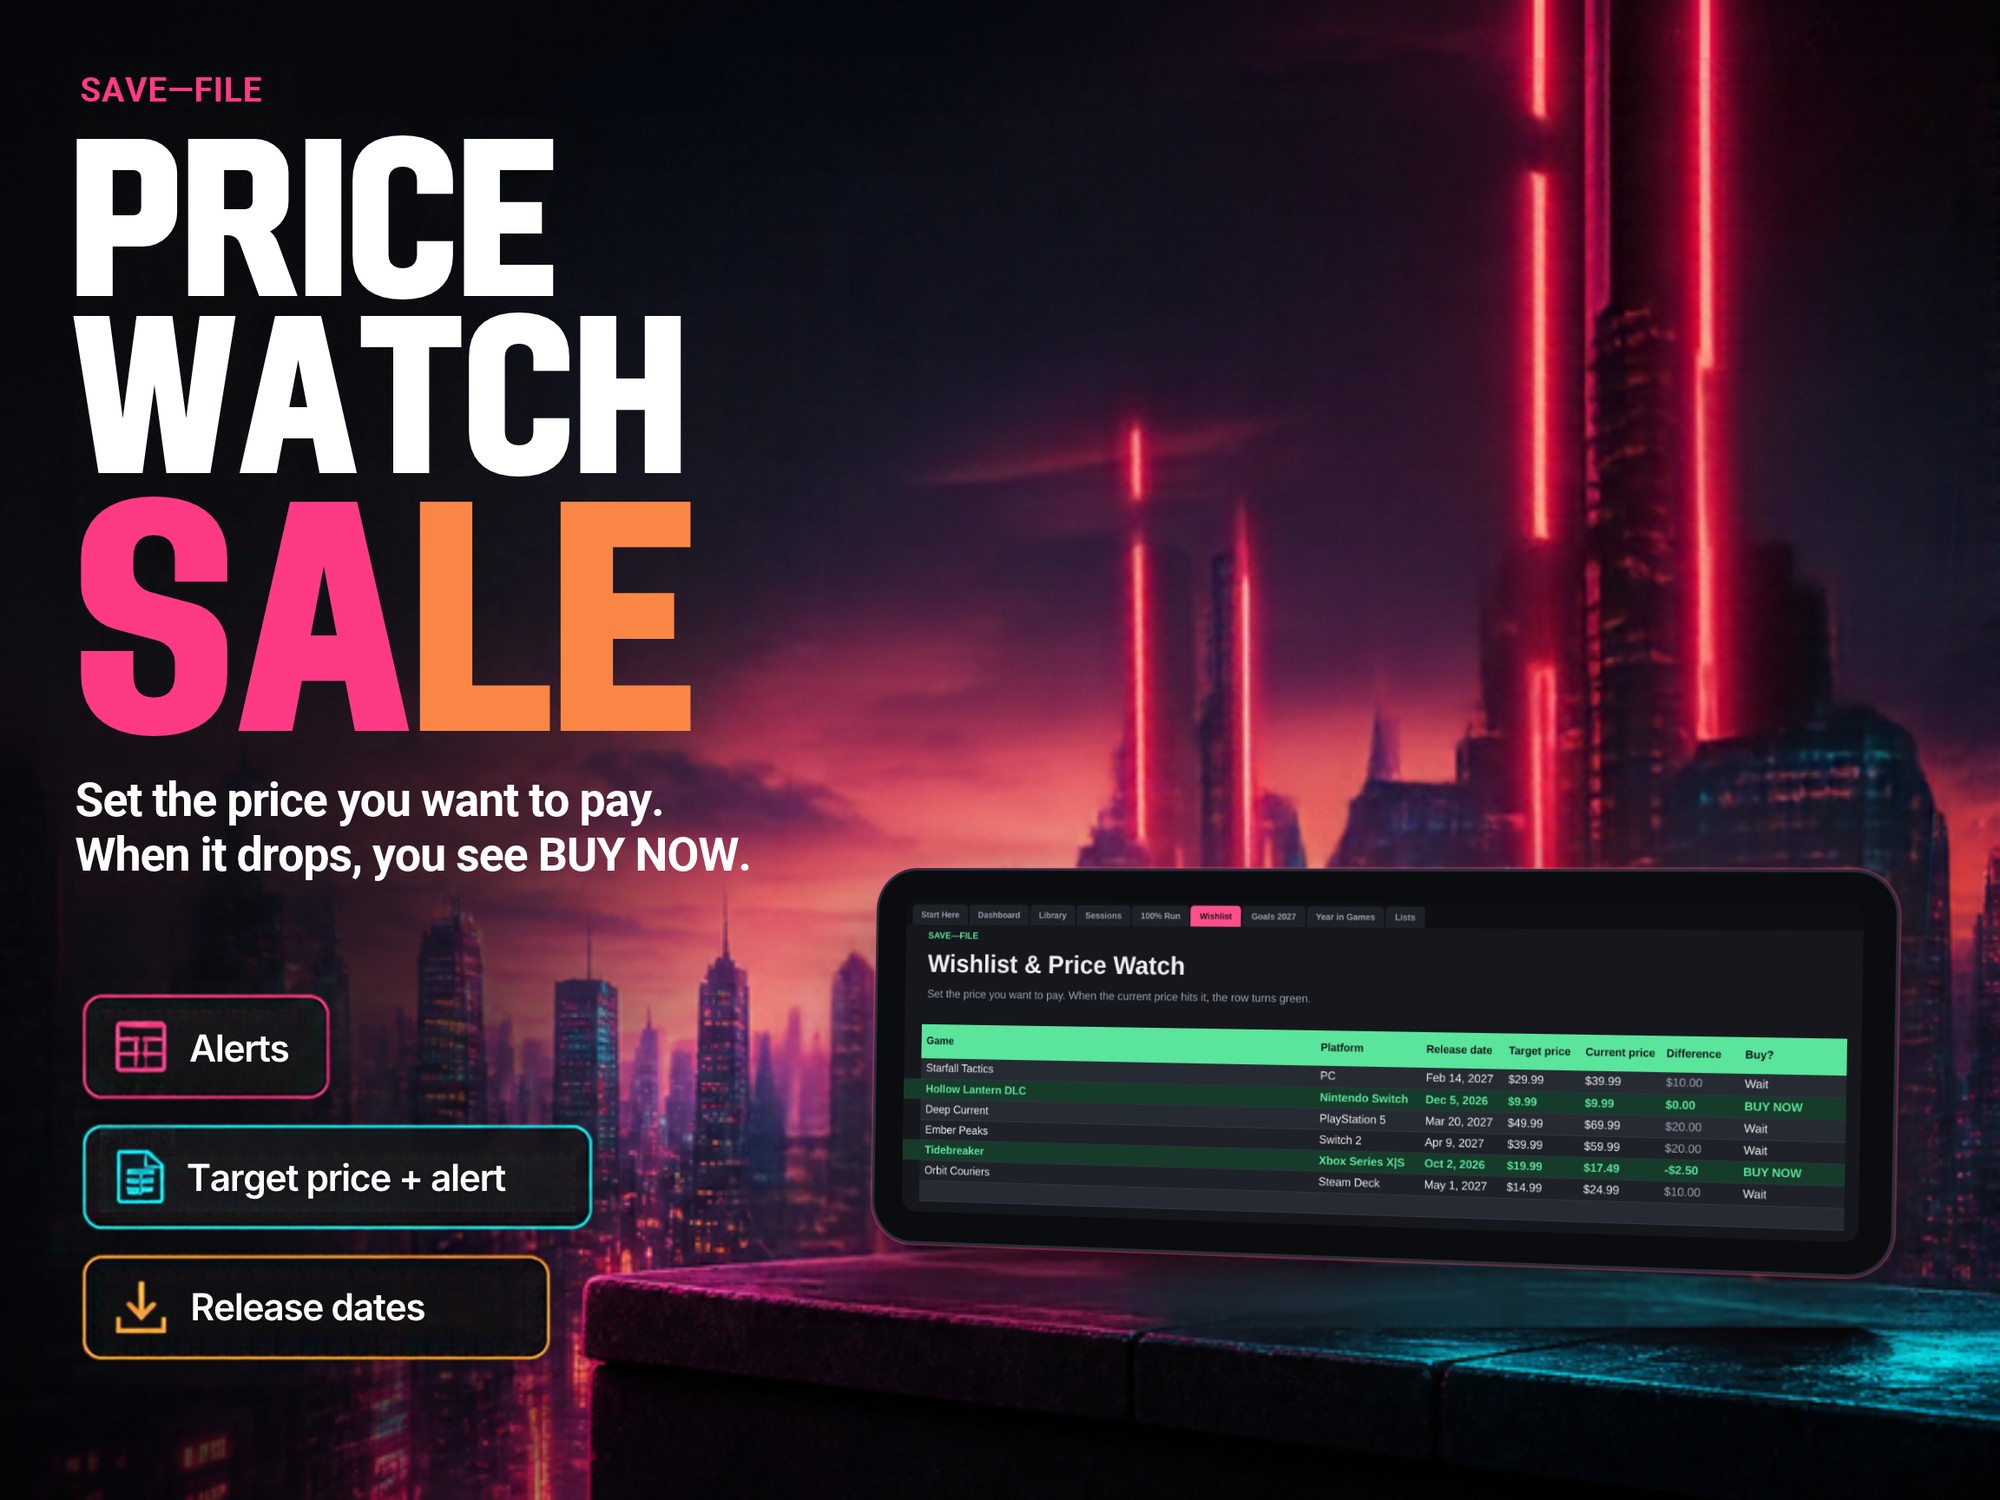 SAVE—FILE
PRICE
WATCH
SALE
Set the price you want to pay.
When it drops, you see BUY NOW.
Alerts
Target price + alert
Release dates
Start Here Dashboard Library Sessions 100% Run Wishlist Goals 2027 Year in Games Lists
SAVE—FILE
Wishlist & Price Watch
Set the price you want to pay. When the current price hits it, the row turns green.
Game Platform Release date Target price Current price Difference Buy?
Starfall Tactics PC Feb 14, 2027 $29.99 $39.99 $10.00 Wait
Hollow Lantern DLC Nintendo Switch Dec 5, 2026 $9.99 $9.99 $0.00 BUY NOW
Deep Current PlayStation 5 Mar 20, 2027 $49.99 $69.99 $20.00 Wait
Ember Peaks Switch 2 Apr 9, 2027 $39.99 $59.99 $20.00 Wait
Tidebreaker Xbox Series X|S Oct 2, 2026 $19.99 $17.49 -$2.50 BUY NOW
Orbit Couriers Steam Deck May 1, 2027 $14.99 $24.99 $10.00 Wait